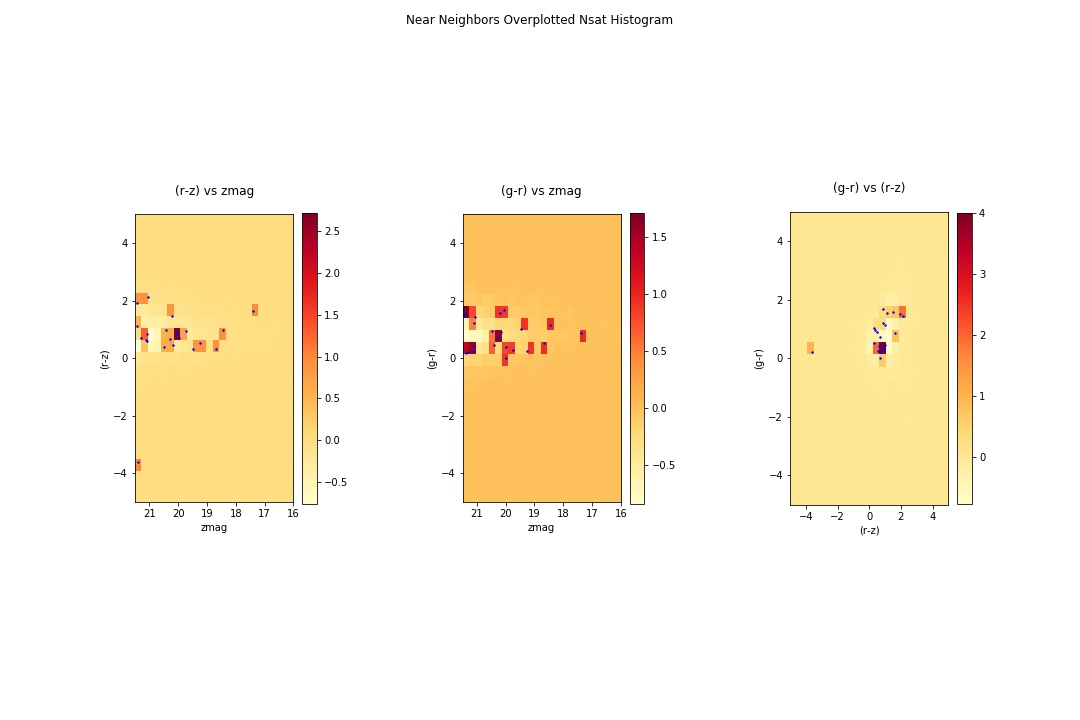 Near Neighbors Overplotted Nsat Histogram
(r-z) vs zmag
4
2
0
−2
−4
(r-z)
21 20 19 18 17 16
zmag
2.5
2.0
1.5
1.0
0.5
0.0
−0.5
(g-r) vs zmag
4
2
0
−2
−4
(g-r)
21 20 19 18 17 16
zmag
1.5
1.0
0.5
0.0
−0.5
(g-r) vs (r-z)
4
2
0
−2
−4
(g-r)
−4 −2 0 2 4
(r-z)
4
3
2
1
0